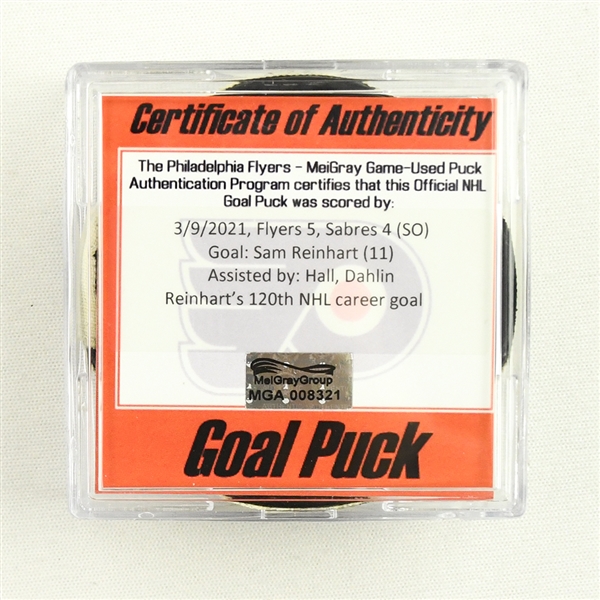 Certificate of Authenticity
The Philadelphia Flyers - MeiGray Game-Used Puck
Authentication Program certifies that this Official NHL
Goal Puck was scored by:
3/9/2021, Flyers 5, Sabres 4 (SO)
Goal: Sam Reinhart (11)
Assisted by: Hall, Dahlin
Reinhart's 120th NHL career goal
MeiGrayGroup
MGA 008321
Goal Puck